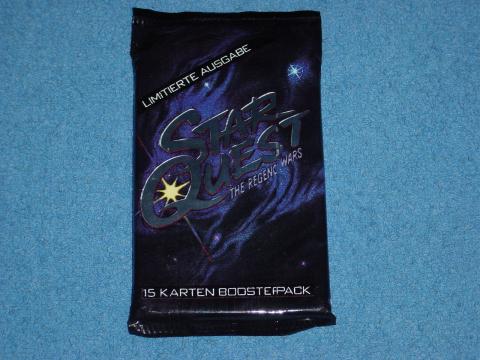 LIMITIERTE AUSGABE
STAR
QUEST
THE REGENC WARS
15 KARTEN BOOSTERPACK